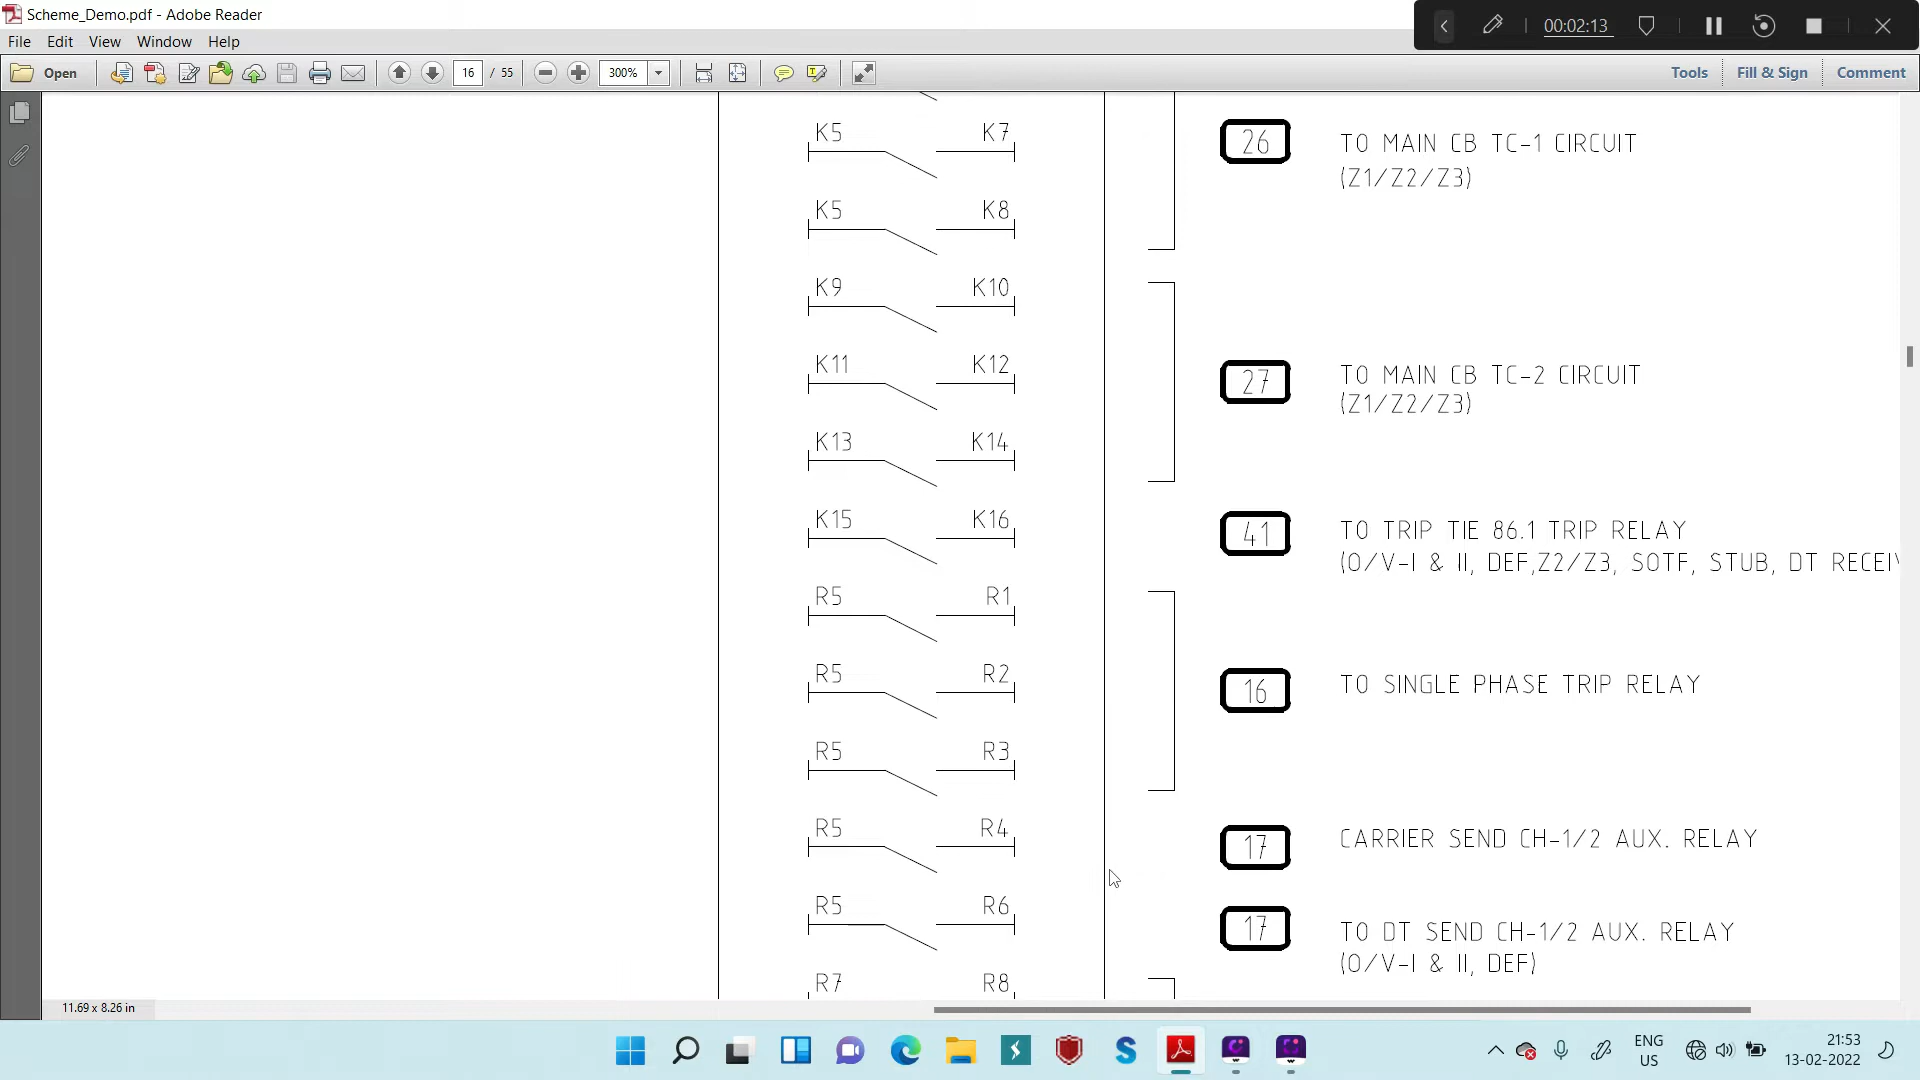 Scheme_Demo.pdf - Adobe Reader
File Edit View Window Help
00:02:13
Open 16 / 55 300% Tools Fill & Sign Comment
K5 K7
26 TO MAIN CB TC-1 CIRCUIT
(Z1/Z2/Z3)
K5 K8
K9 K10
K11 K12
27 TO MAIN CB TC-2 CIRCUIT
(Z1/Z2/Z3)
K13 K14
K15 K16
41 TO TRIP TIE 86.1 TRIP RELAY
(O/V-I & II, DEF,Z2/Z3, SOTF, STUB, DT RECEIV
R5 R1
R5 R2
16 TO SINGLE PHASE TRIP RELAY
R5 R3
R5 R4
17 CARRIER SEND CH-1/2 AUX. RELAY
R5 R6
17 TO DT SEND CH-1/2 AUX. RELAY
(O/V-I & II, DEF)
R7 R8
11.69 x 8.26 in
ENG
US
21:53
13-02-2022